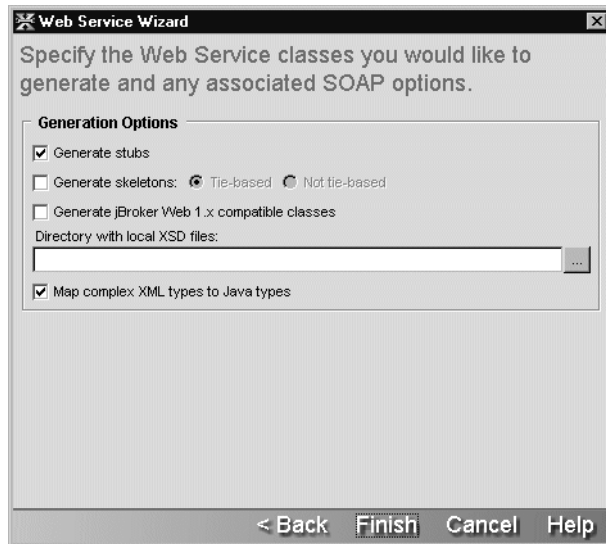 Web Service Wizard
Specify the Web Service classes you would like to
generate and any associated SOAP options.
Generation Options
Generate stubs
Generate skeletons: Tie-based Not tie-based
Generate jBroker Web 1.x compatible classes
Directory with local XSD files:
...
Map complex XML types to Java types
< Back Finish Cancel Help